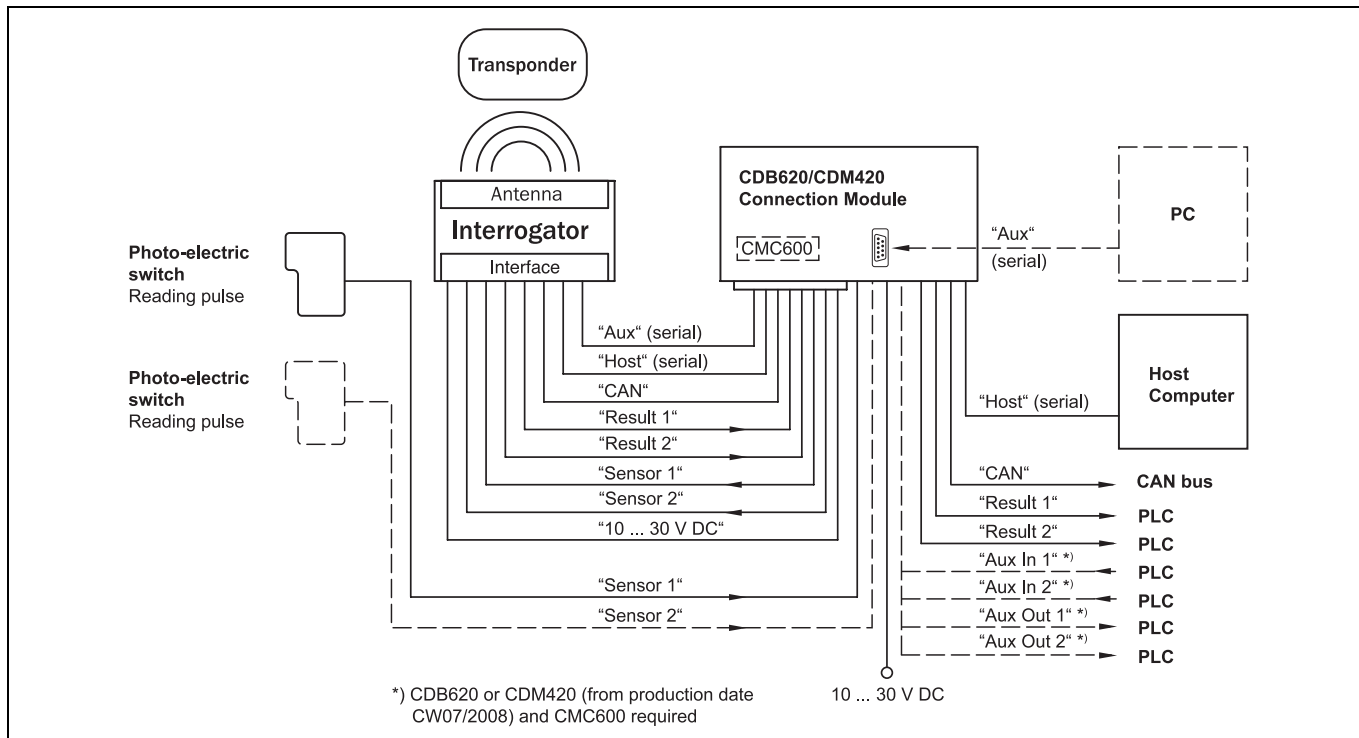 Transponder
Antenna
Interrogator
Interface
CDB620/CDM420
Connection Module
CMC600
PC
“Aux“
(serial)
Photo-electric
switch
Reading pulse
Photo-electric
switch
Reading pulse
“Aux“ (serial)
“Host“ (serial)
“CAN“
“Result 1“
“Result 2“
“Sensor 1“
“Sensor 2“
“10 ... 30 V DC“
“Sensor 1“
“Sensor 2“
Host
Computer
“Host“ (serial)
“CAN“ CAN bus
“Result 1“ PLC
“Result 2“ PLC
“Aux In 1“ *) PLC
“Aux In 2“ *) PLC
“Aux Out 1“ *) PLC
“Aux Out 2“ *) PLC
10 ... 30 V DC
*) CDB620 or CDM420 (from production date
CW07/2008) and CMC600 required